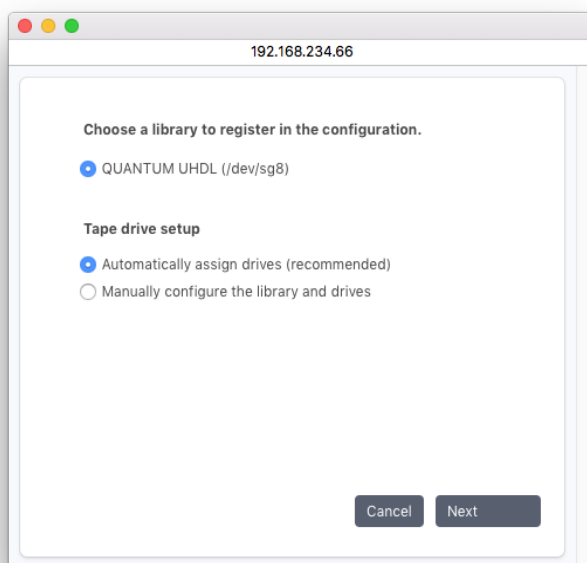 192.168.234.66
Choose a library to register in the configuration.
QUANTUM UHDL (/dev/sg8)
Tape drive setup
Automatically assign drives (recommended)
Manually configure the library and drives
Cancel Next